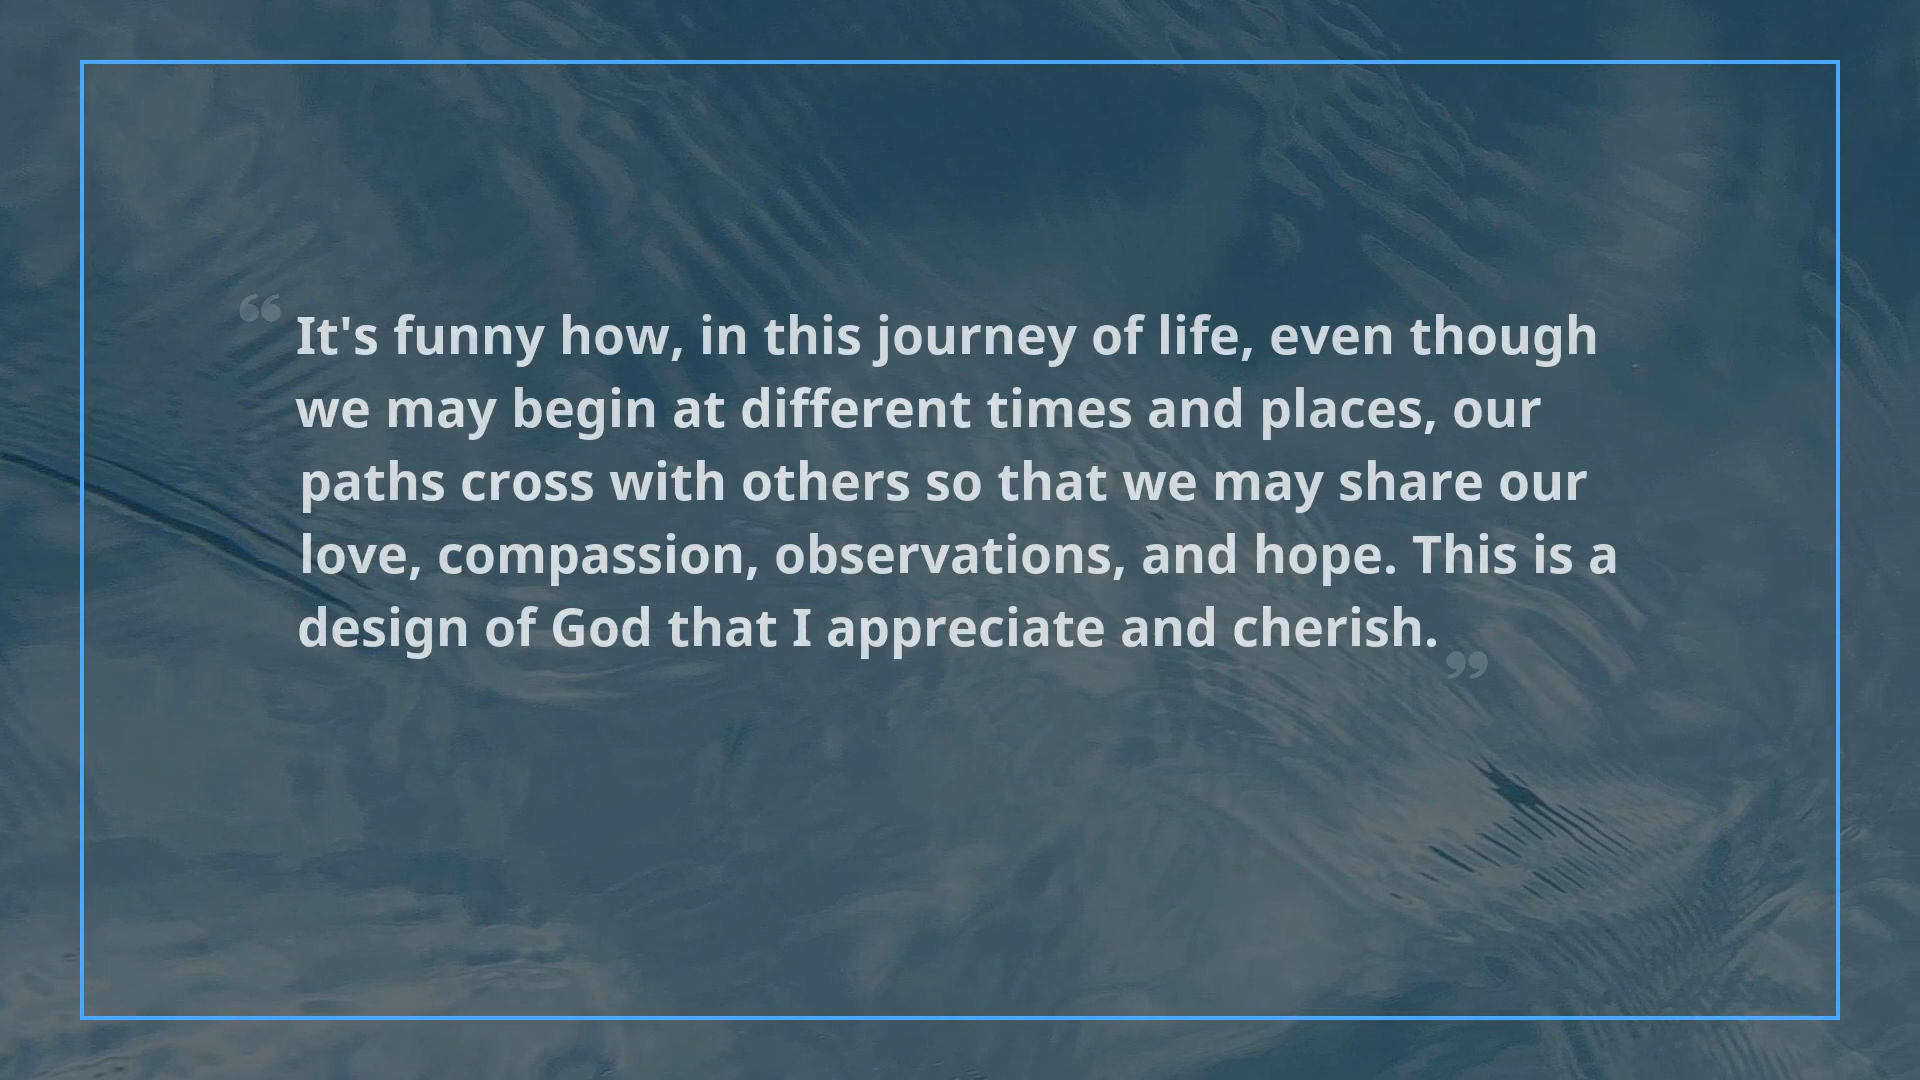 “ It's funny how, in this journey of life, even though
we may begin at different times and places, our
paths cross with others so that we may share our
love, compassion, observations, and hope. This is a
design of God that I appreciate and cherish. ”